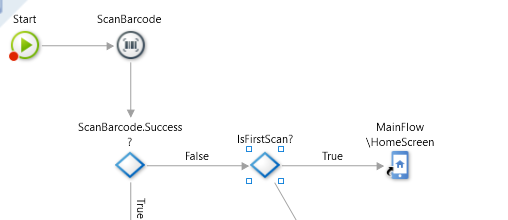 Start
ScanBarcode
ScanBarcode.Success
?
IsFirstScan?
MainFlow
\HomeScreen
False
True
True